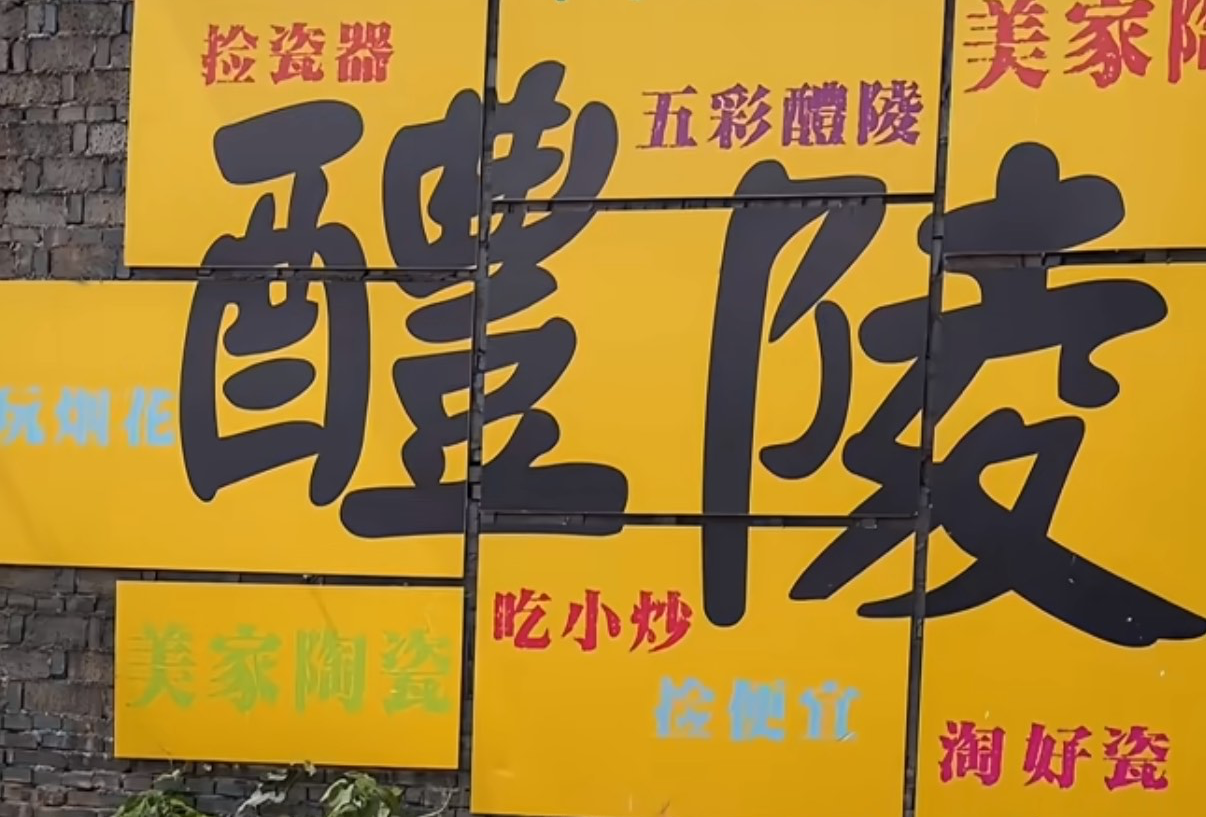 捡瓷器
五彩醴陵
美家陶
醴陵
玩烟花
吃小炒
美家陶瓷
捡便宜
淘好瓷